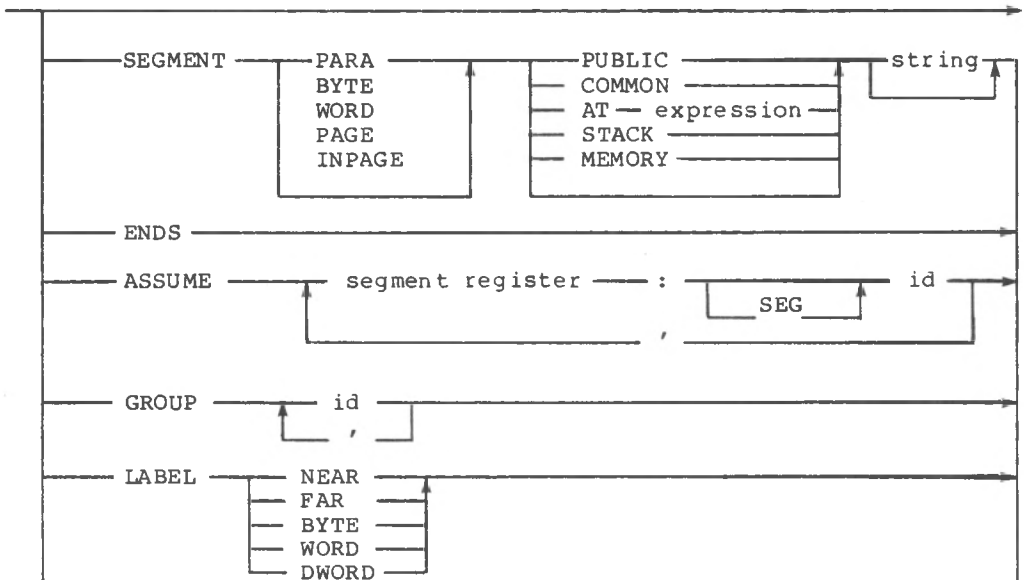 SEGMENT PARA PUBLIC string
BYTE COMMON
WORD AT expression
PAGE STACK
INPAGE MEMORY
ENDS
ASSUME segment register : id
SEG
,
GROUP id
,
LABEL NEAR
FAR
BYTE
WORD
DWORD